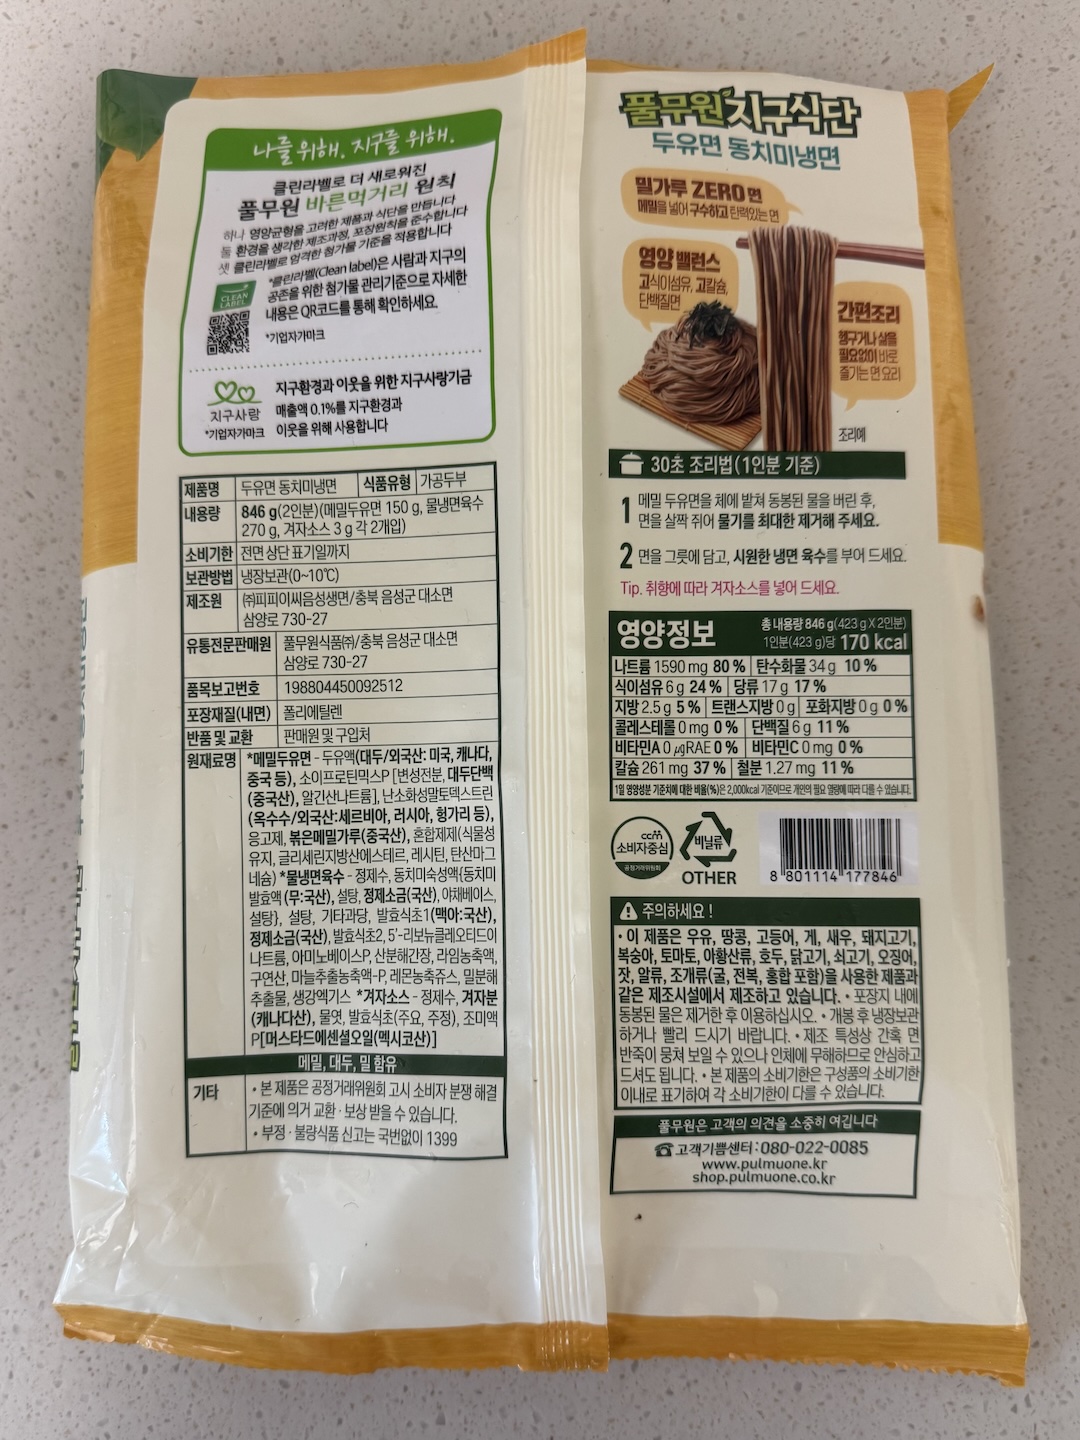 나를 위해. 지구를 위해.
클린라벨로 더 새로워진
풀무원 바른먹거리 원칙
하나 영양균형을 고려한 제품과 식단을 만듭니다
둘 환경을 생각한 제조과정, 포장원칙을 준수합니다
셋 클린라벨로 엄격한 첨가물 기준을 적용합니다
*클린라벨(Clean label)은 사람과 지구의
공존을 위한 첨가물 관리기준으로 자세한
내용은 QR코드를 통해 확인하세요.
CLEAN
LABEL
*기업자가마크
지구환경과 이웃을 위한 지구사랑기금
매출액 0.1%를 지구환경과
이웃을 위해 사용합니다
지구사랑
*기업자가마크
제품명 두유면 동치미냉면 식품유형 가공두부
내용량 846 g(2인분)(메밀두유면 150 g, 물냉면육수
270 g, 겨자소스 3 g 각 2개입)
소비기한 전면 상단 표기일까지
보관방법 냉장보관(0~10℃)
제조원 ㈜피피이씨음성생면/충북 음성군 대소면
삼양로 730-27
유통전문판매원 풀무원식품㈜/충북 음성군 대소면
삼양로 730-27
품목보고번호 198804450092512
포장재질(내면) 폴리에틸렌
반품 및 교환 판매원 및 구입처
원재료명 *메밀두유면 - 두유액(대두/외국산: 미국, 캐나다,
중국 등), 소이프로틴믹스P [변성전분, 대두단백
(중국산), 알긴산나트륨], 난소화성말토덱스트린
(옥수수/외국산:세르비아, 러시아, 헝가리 등),
응고제, 볶은메밀가루(중국산), 혼합제제(식물성
유지, 글리세린지방산에스테르, 레시틴, 탄산마그
네슘) *물냉면육수 - 정제수, 동치미숙성액{동치미
발효액 (무:국산), 설탕, 정제소금(국산), 야채베이스,
설탕}, 설탕, 기타과당, 발효식초1(맥아:국산),
정제소금(국산), 발효식초2, 5'-리보뉴클레오티드이
나트륨, 아미노베이스P, 산분해간장, 라임농축액,
구연산, 마늘추출농축액-P, 레몬농축쥬스, 밀분해
추출물, 생강엑기스 *겨자소스 - 정제수, 겨자분
(캐나다산), 물엿, 발효식초(주요, 주정), 조미액
P[머스타드에센셜오일(멕시코산)]
메밀, 대두, 밀 함유
기타 • 본 제품은 공정거래위원회 고시 소비자 분쟁 해결
기준에 의거 교환 · 보상 받을 수 있습니다.
• 부정 · 불량식품 신고는 국번없이 1399
풀무원 지구식단
두유면 동치미냉면
밀가루 ZERO 면
메밀을 넣어 구수하고 탄력있는 면
영양 밸런스
고식이섬유, 고칼슘,
단백질면
간편조리
헹구거나 삶을
필요없이 바로
즐기는 면 요리
조리예
30초 조리법(1인분 기준)
1 메밀 두유면을 체에 밭쳐 동봉된 물을 버린 후,
면을 살짝 쥐어 물기를 최대한 제거해 주세요.
2 면을 그릇에 담고, 시원한 냉면 육수를 부어 드세요.
Tip. 취향에 따라 겨자소스를 넣어 드세요.
영양정보 총 내용량 846 g(423 g X 2인분)
1인분(423 g)당 170 kcal
나트륨 1590 mg 80 % 탄수화물 34 g 10 %
식이섬유 6 g 24 % 당류 17 g 17 %
지방 2.5 g 5 % 트랜스지방 0 g 포화지방 0 g 0 %
콜레스테롤 0 mg 0 % 단백질 6 g 11 %
비타민A 0 ㎍RAE 0 % 비타민C 0 mg 0 %
칼슘 261 mg 37 % 철분 1.27 mg 11 %
1일 영양성분 기준치에 대한 비율(%)은 2,000kcal 기준이므로 개인의 필요 열량에 따라 다를 수 있습니다.
ccm
소비자중심
공정거래위원회
비닐류
OTHER
8 801114 177846
주의하세요 !
• 이 제품은 우유, 땅콩, 고등어, 게, 새우, 돼지고기,
복숭아, 토마토, 아황산류, 호두, 닭고기, 쇠고기, 오징어,
잣, 알류, 조개류(굴, 전복, 홍합 포함)을 사용한 제품과
같은 제조시설에서 제조하고 있습니다. • 포장지 내에
동봉된 물은 제거한 후 이용하십시오. • 개봉 후 냉장보관
하거나 빨리 드시기 바랍니다. • 제조 특성상 간혹 면
반죽이 뭉쳐 보일 수 있으나 인체에 무해하므로 안심하고
드셔도 됩니다. • 본 제품의 소비기한은 구성품의 소비기한
이내로 표기하여 각 소비기한이 다를 수 있습니다.
풀무원은 고객의 의견을 소중히 여깁니다
고객기쁨센터:080-022-0085
www.pulmuone.kr
shop.pulmuone.co.kr